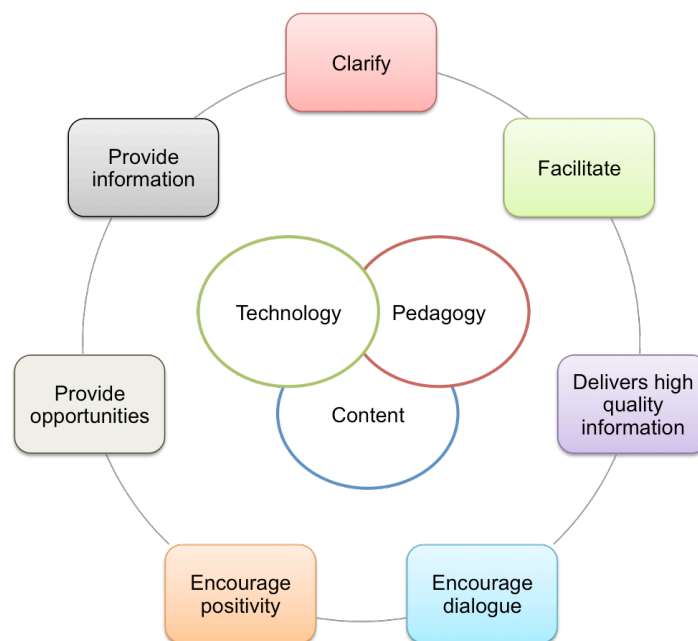 Clarify
Provide
information
Facilitate
Technology
Pedagogy
Content
Provide
opportunities
Delivers high
quality
information
Encourage
positivity
Encourage
dialogue